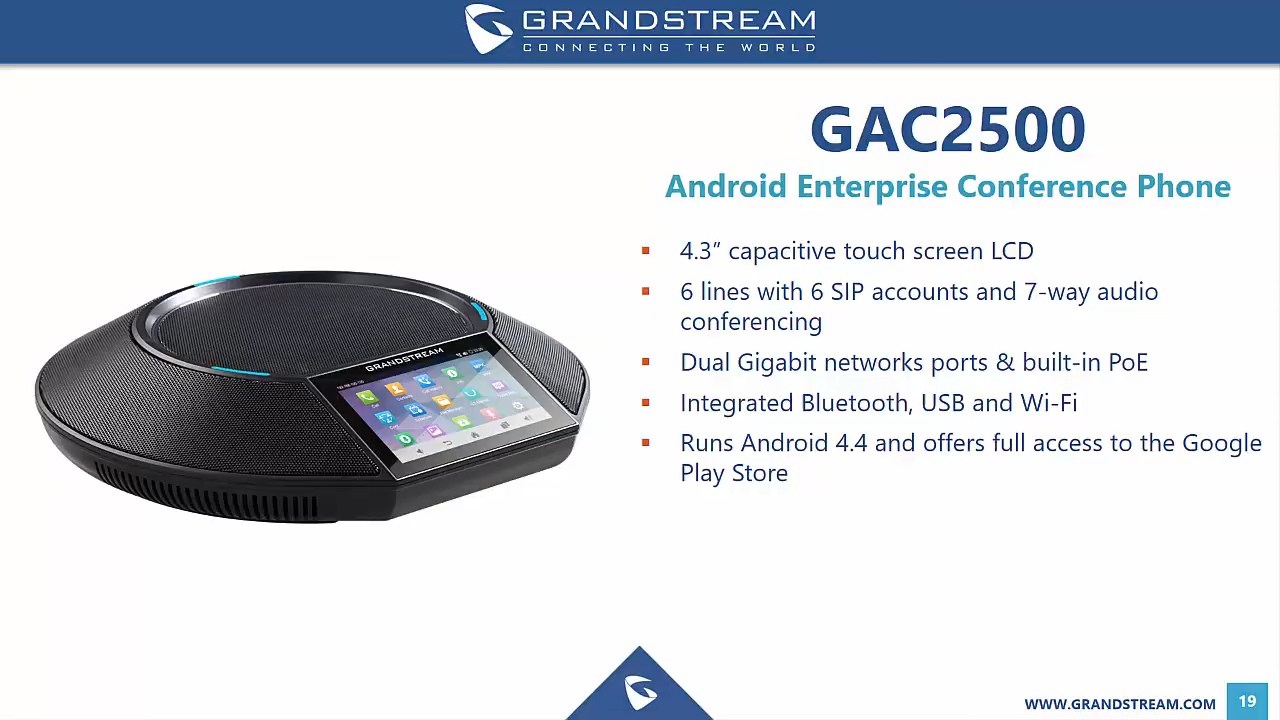 GRANDSTREAM
CONNECTING THE WORLD
GAC2500
Android Enterprise Conference Phone
▪ 4.3” capacitive touch screen LCD
▪ 6 lines with 6 SIP accounts and 7-way audio
conferencing
▪ Dual Gigabit networks ports & built-in PoE
▪ Integrated Bluetooth, USB and Wi-Fi
▪ Runs Android 4.4 and offers full access to the Google
Play Store
GRANDSTREAM
WWW.GRANDSTREAM.COM
19